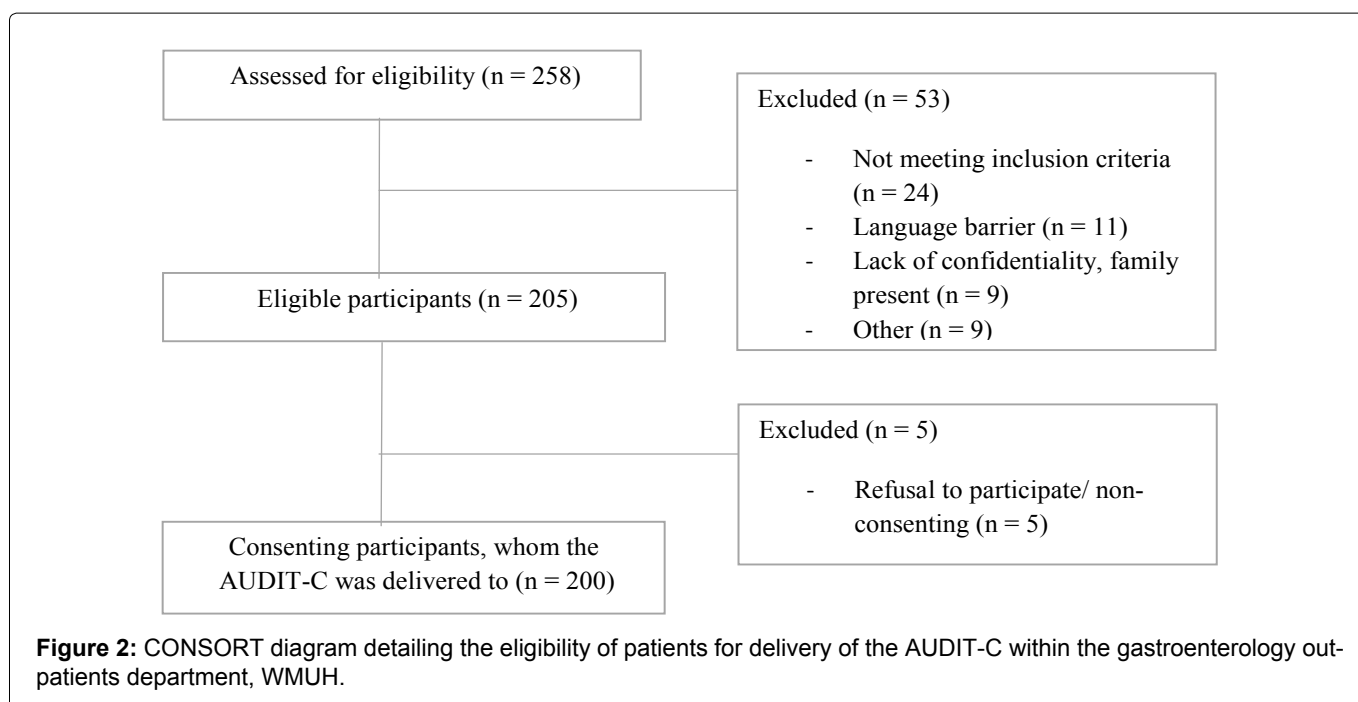 Assessed for eligibility (n = 258)
Excluded (n = 53)
- Not meeting inclusion criteria
(n = 24)
- Language barrier (n = 11)
- Lack of confidentiality, family
present (n = 9)
- Other (n = 9)
Eligible participants (n = 205)
Excluded (n = 5)
- Refusal to participate/ non-
consenting (n = 5)
Consenting participants, whom the
AUDIT-C was delivered to (n = 200)
Figure 2: CONSORT diagram detailing the eligibility of patients for delivery of the AUDIT-C within the gastroenterology out-
patients department, WMUH.